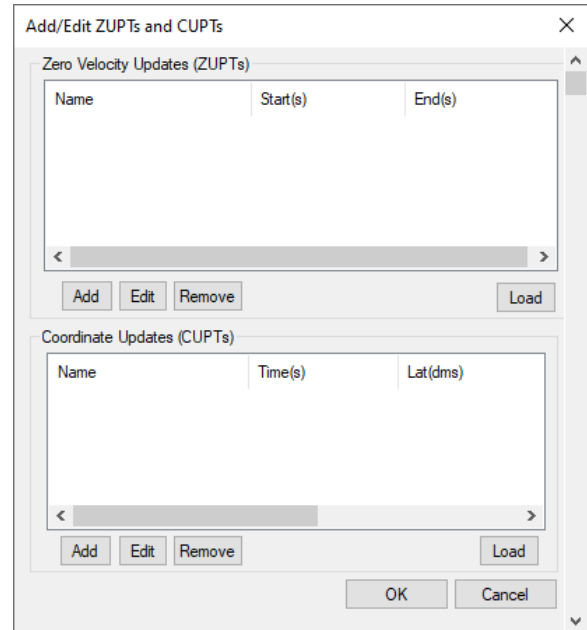 Add/Edit ZUPTs and CUPTs
Zero Velocity Updates (ZUPTs)
Name Start(s) End(s)
Add Edit Remove Load
Coordinate Updates (CUPTs)
Name Time(s) Lat(dms)
Add Edit Remove Load
OK Cancel